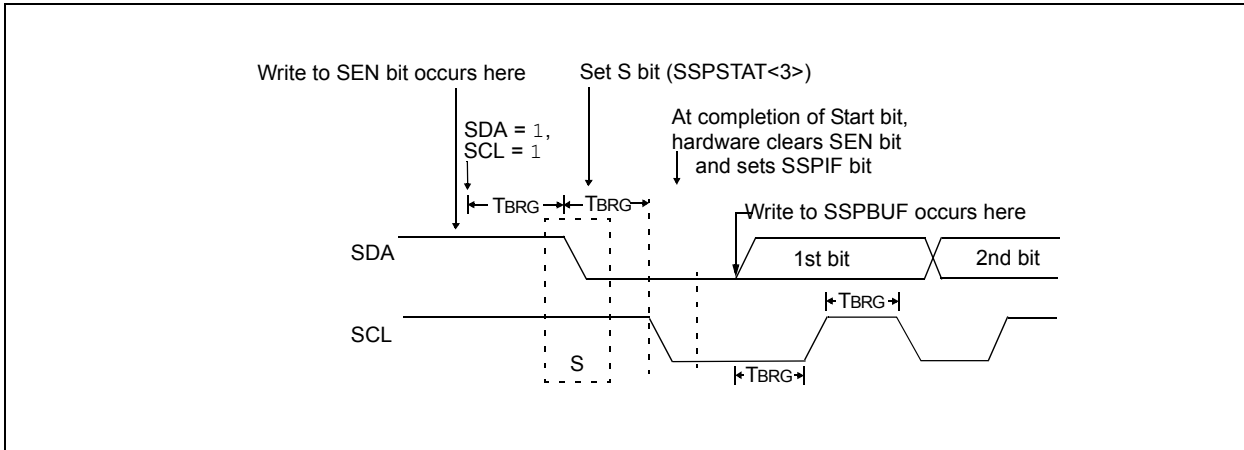 Write to SEN bit occurs here
Set S bit (SSPSTAT<3>)
SDA = 1,
SCL = 1
At completion of Start bit,
hardware clears SEN bit
and sets SSPIF bit
TBRG
TBRG
Write to SSPBUF occurs here
SDA
1st bit
2nd bit
TBRG
SCL
S
TBRG